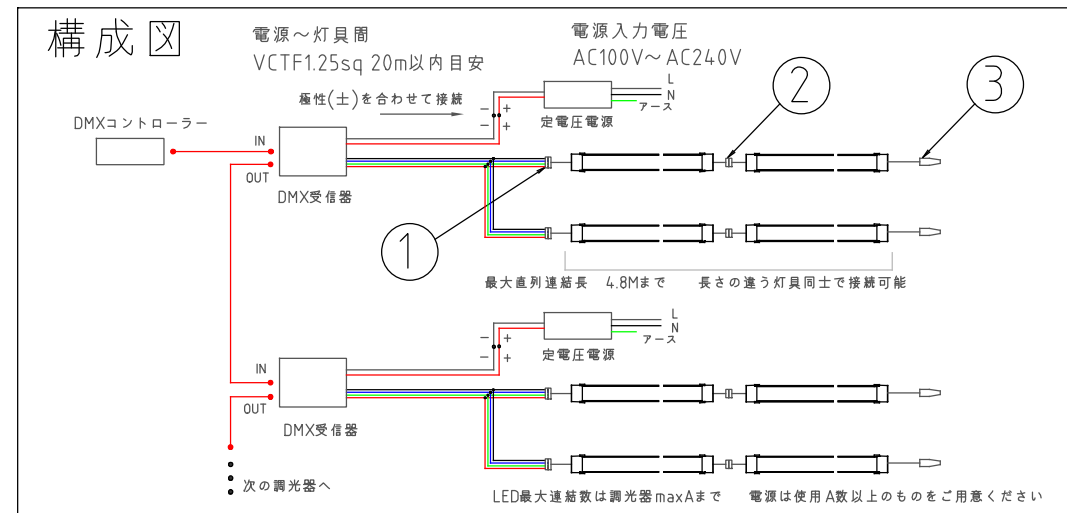 構成図
電源～灯具間
VCTF1.25sq 20m以内目安
電源入力電圧
AC100V～AC240V
極性(±)を合わせて接続
DMXコントローラー
IN
OUT
DMX受信器
－
＋
－
＋
L
N
アース
定電圧電源
①
②
③
最大直列連結長 4.8Mまで 長さの違う灯具同士で接続可能
IN
OUT
DMX受信器
－
＋
－
＋
L
N
アース
定電圧電源
次の調光器へ
LED最大連結数は調光器maxAまで 電源は使用A数以上のものをご用意ください